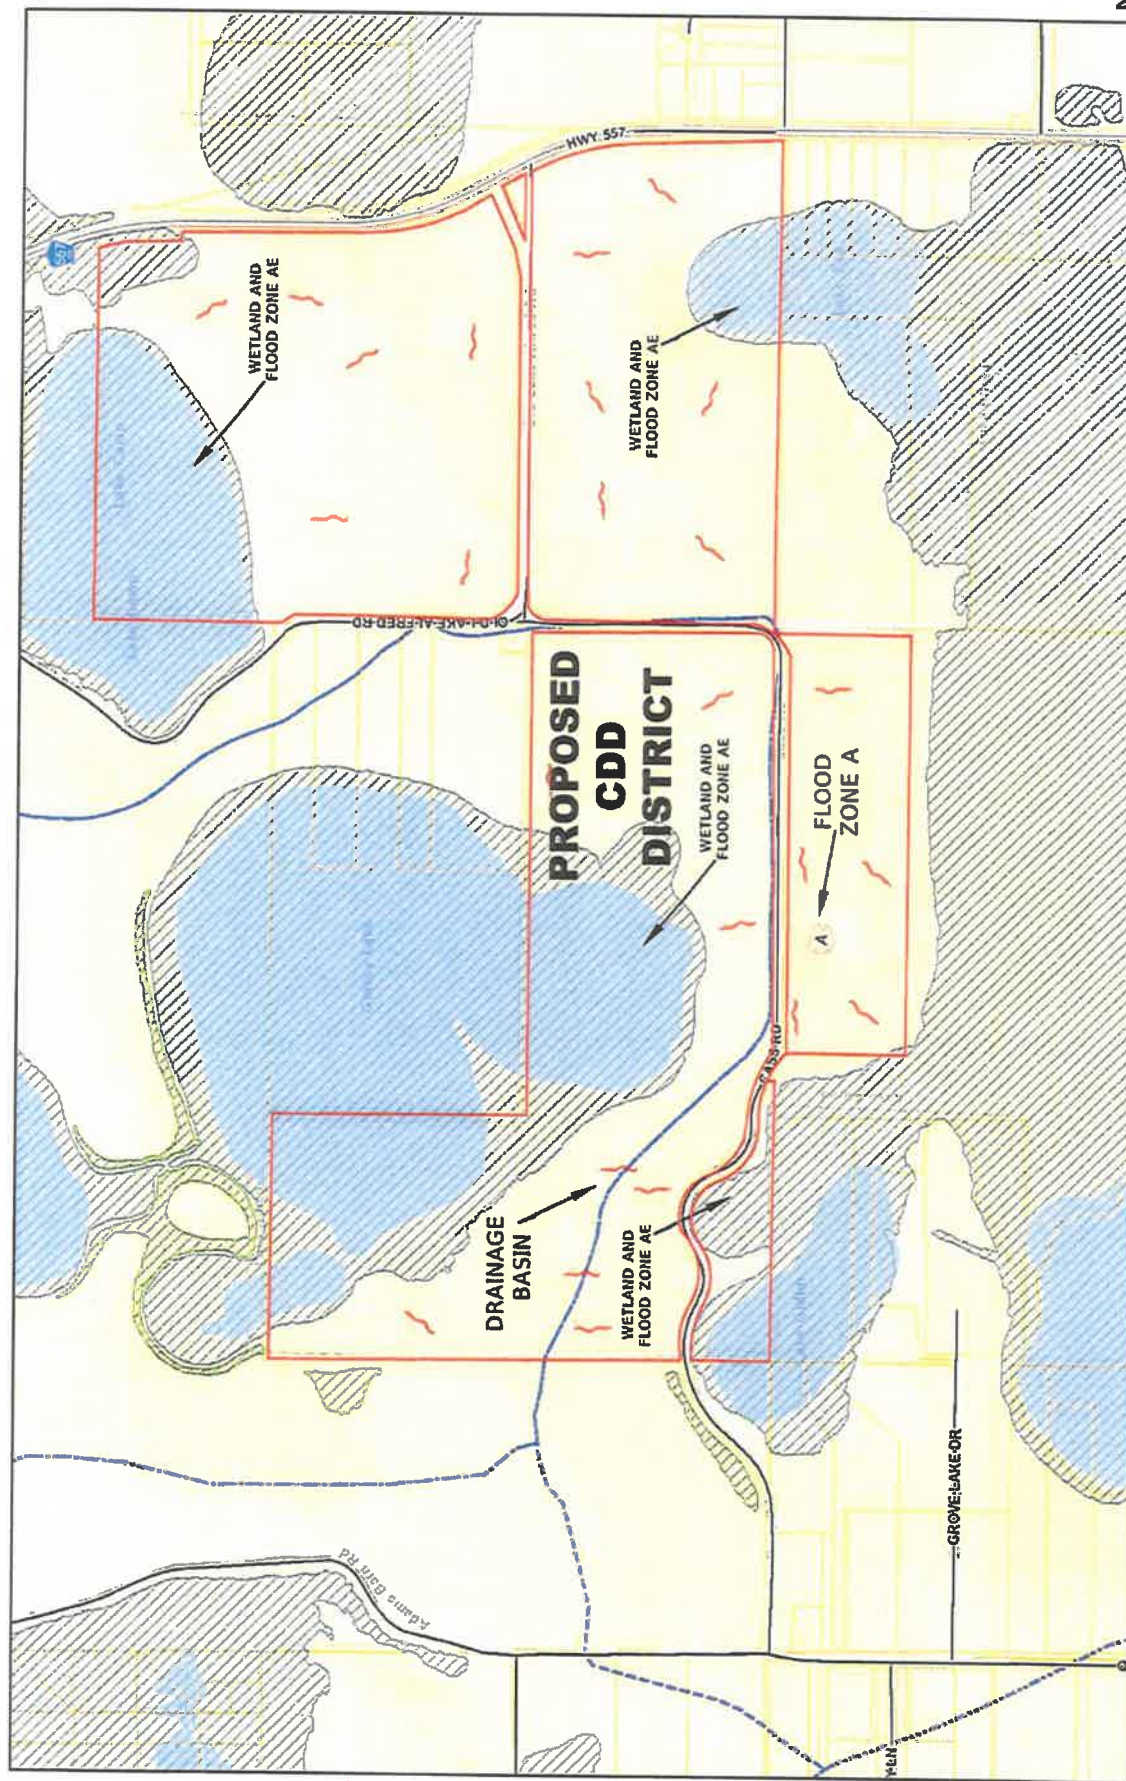 557
HWY 557
WETLAND AND
FLOOD ZONE AE
WETLAND AND
FLOOD ZONE AE
OLD LAKE ALFRED RD
PROPOSED
CDD
DISTRICT
WETLAND AND
FLOOD ZONE AE
FLOOD
ZONE A
A
CASS RD
DRAINAGE
BASIN
WETLAND AND
FLOOD ZONE AE
GROVE LAKE DR
Adams Barn Rd
Y LN